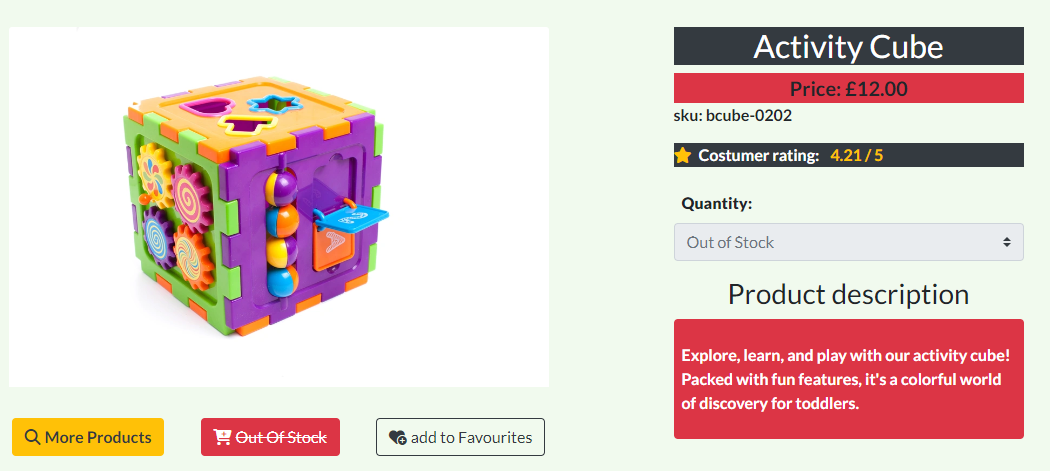 Activity Cube
Price: £12.00
sku: bcube-0202
Costumer rating: 4.21 / 5
Quantity:
Out of Stock
Product description
Explore, learn, and play with our activity cube!
Packed with fun features, it's a colorful world
of discovery for toddlers.
More Products
Out Of Stock
add to Favourites